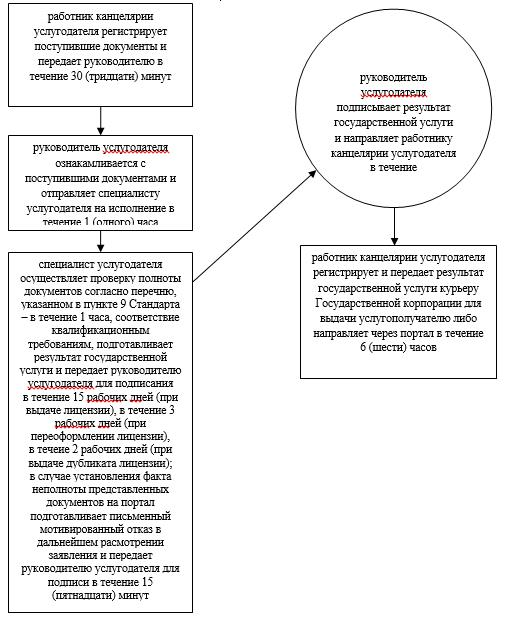 работник канцелярии
услугодателя регистрирует
поступившие документы и
передает руководителю в
течение 30 (тридцати) минут
руководитель услугодателя
ознакамливается с
поступившими документами и
отправляет специалисту
услугодателя на исполнение в
течение 1 (одного) часа
специалист услугодателя
осуществляет проверку полноты
документов согласно перечню,
указанном в пункте 9 Стандарта
– в течение 1 часа, соответствие
квалификационным
требованиям, подготавливает
результат государственной
услуги и передает руководителю
услугодателя для подписания
в течение 15 рабочих дней (при
выдаче лицензии), в течение 3
рабочих дней (при
переоформлении лицензии),
в течеие 2 рабочих дней (при
выдаче дубликата лицензии);
в случае установления факта
неполноты представленных
документов на портал
подготавливает письменный
мотивированный отказ в
дальнейшем расмотрении
заявления и передает
руководителю услугодателя для
подписи в течение 15
(пятнадцати) минут
руководитель
услугодателя
подписывает результат
государственной услуги
и направляет работнику
канцелярии услугодателя
в течение
работник канцелярии услугодателя
регистрирует и передает результат
государственной услуги курьеру
Государственной корпорации для
выдачи услугополучателю либо
направляет через портал в течение
6 (шести) часов